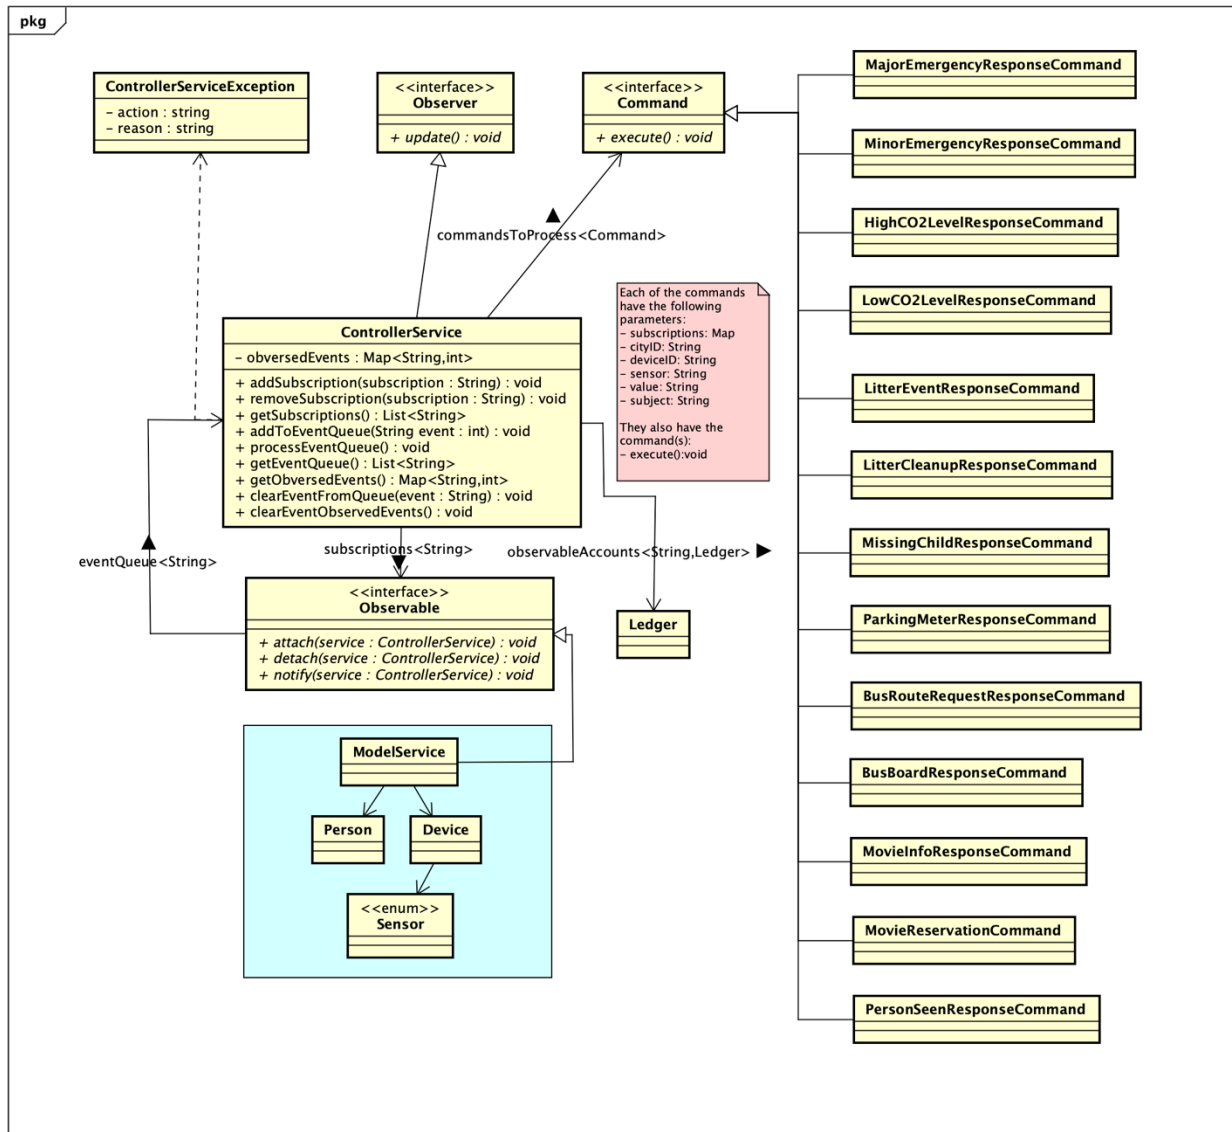 pkg
ControllerServiceException
- action : string
- reason : string
<<interface>>
Observer
+ update() : void
<<interface>>
Command
+ execute() : void
commandsToProcess<Command>
ControllerService
- obversedEvents : Map<String,int>
+ addSubscription(subscription : String) : void
+ removeSubscription(subscription : String) : void
+ getSubscriptions() : List<String>
+ addToEventQueue(String event : int) : void
+ processEventQueue() : void
+ getEventQueue() : List<String>
+ getObversedEvents() : Map<String,int>
+ clearEventFromQueue(event : String) : void
+ clearEventObservedEvents() : void
Each of the commands
have the following
parameters:
- subscriptions: Map
- cityID: String
- deviceID: String
- sensor: String
- value: String
- subject: String
They also have the
command(s):
- execute():void
subscriptions<String>
observableAccounts<String,Ledger>
eventQueue<String>
<<interface>>
Observable
+ attach(service : ControllerService) : void
+ detach(service : ControllerService) : void
+ notify(service : ControllerService) : void
Ledger
ModelService
Person
Device
<<enum>>
Sensor
MajorEmergencyResponseCommand
MinorEmergencyResponseCommand
HighCO2LevelResponseCommand
LowCO2LevelResponseCommand
LitterEventResponseCommand
LitterCleanupResponseCommand
MissingChildResponseCommand
ParkingMeterResponseCommand
BusRouteRequestResponseCommand
BusBoardResponseCommand
MovieInfoResponseCommand
MovieReservationCommand
PersonSeenResponseCommand